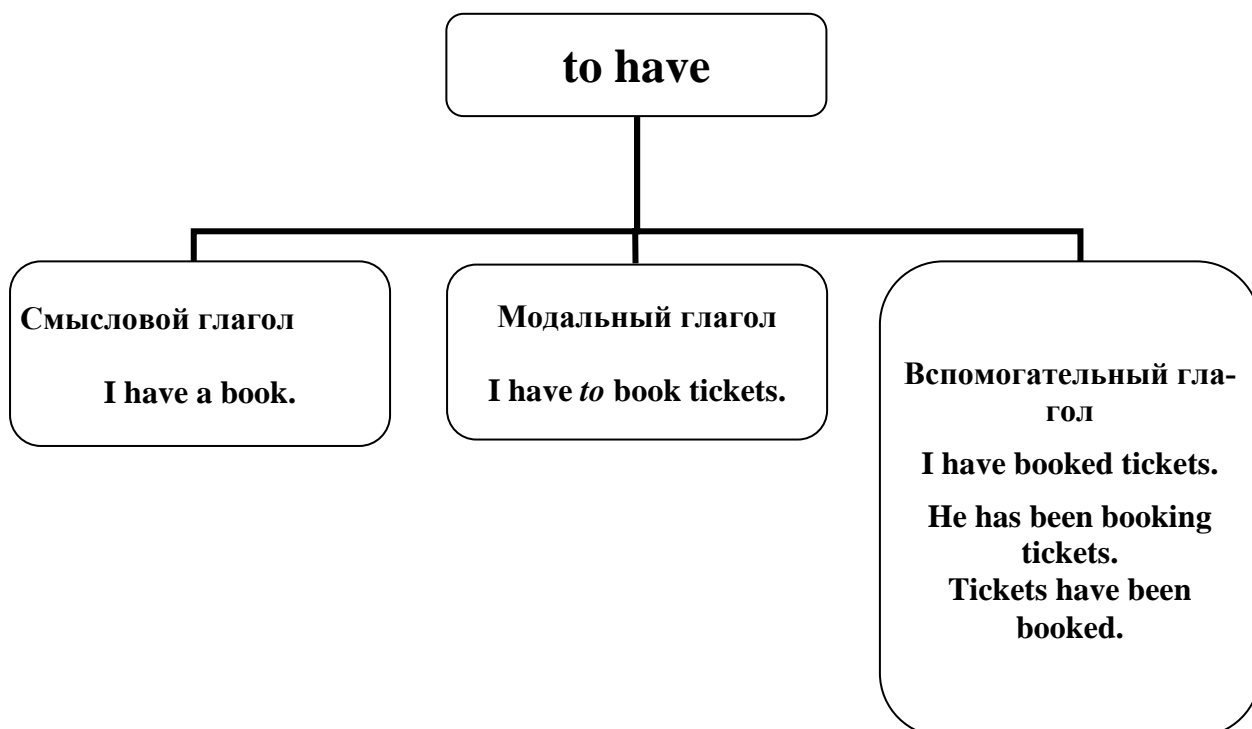 to have
Смысловой глагол
I have a book.
Модальный глагол
I have to book tickets.
Вспомогательный гла-
гол
I have booked tickets.
He has been booking
tickets.
Tickets have been
booked.